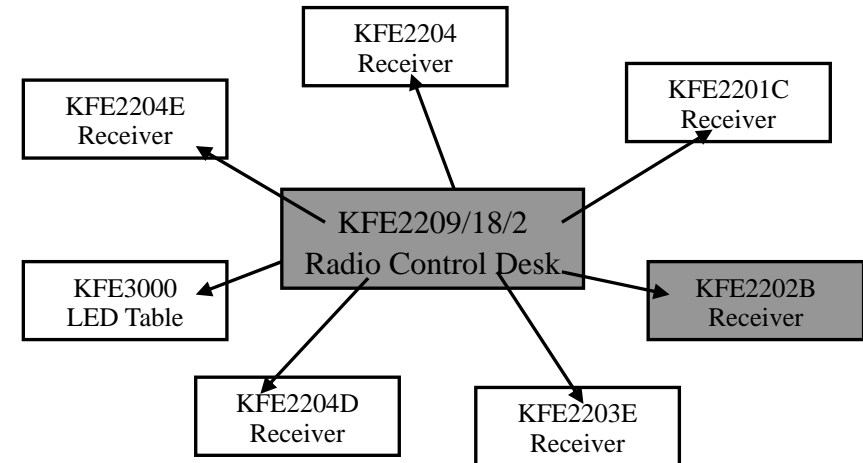 KFE2204
Receiver
KFE2201C
Receiver
KFE2204E
Receiver
KFE2209/18/2
Radio Control Desk
KFE3000
LED Table
KFE2202B
Receiver
KFE2204D
Receiver
KFE2203E
Receiver